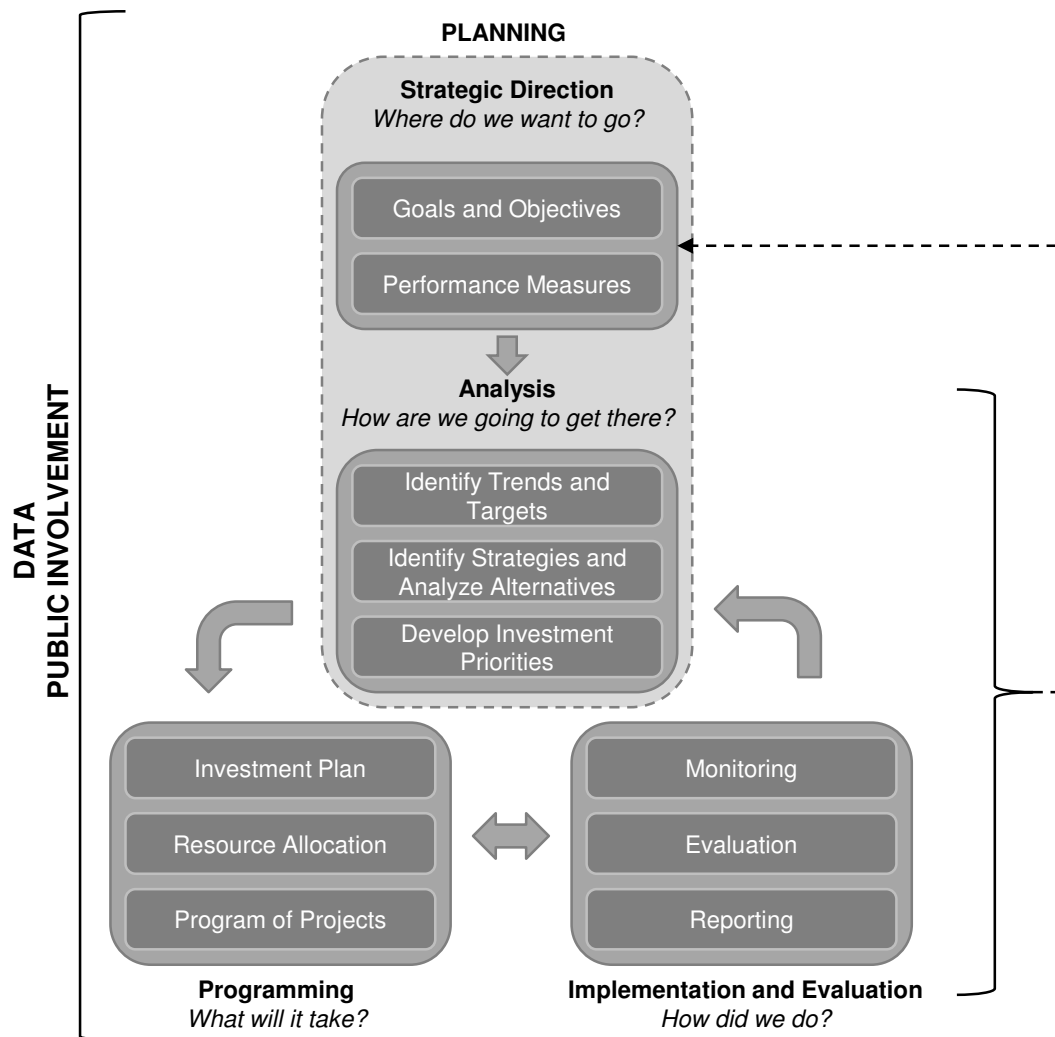 PLANNING
Strategic Direction
Where do we want to go?
Goals and Objectives
Performance Measures
Analysis
How are we going to get there?
Identify Trends and
Targets
Identify Strategies and
Analyze Alternatives
Develop Investment
Priorities
DATA
PUBLIC INVOLVEMENT
Investment Plan
Resource Allocation
Program of Projects
Programming
What will it take?
Monitoring
Evaluation
Reporting
Implementation and Evaluation
How did we do?